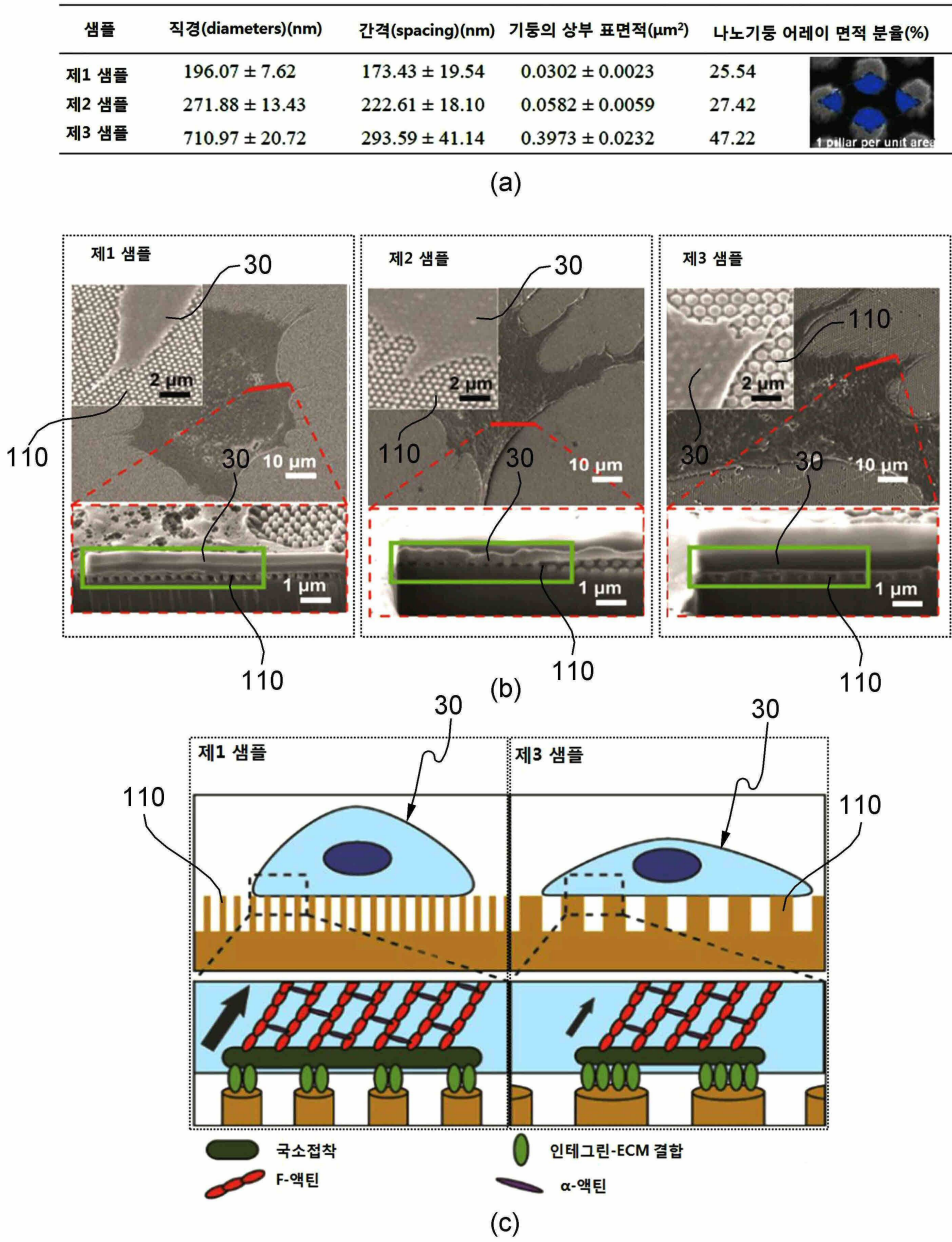 샘플 직경(diameters)(nm) 간격(spacing)(nm) 기둥의 상부 표면적(μm²) 나노기둥 어레이 면적 분율(%)
제1 샘플 196.07 ± 7.62 173.43 ± 19.54 0.0302 ± 0.0023 25.54
제2 샘플 271.88 ± 13.43 222.61 ± 18.10 0.0582 ± 0.0059 27.42
제3 샘플 710.97 ± 20.72 293.59 ± 41.14 0.3973 ± 0.0232 47.22
1 pillar per unit area
(a)
제1 샘플
30
2 μm
110
30
10 μm
1 μm
110
제2 샘플
30
2 μm
110
30
10 μm
1 μm
110
제3 샘플
110
2 μm
30
30
10 μm
1 μm
110
(b)
제1 샘플
30
110
제3 샘플
30
110
국소접착
인테그린-ECM 결합
F-액틴
α-액틴
(c)